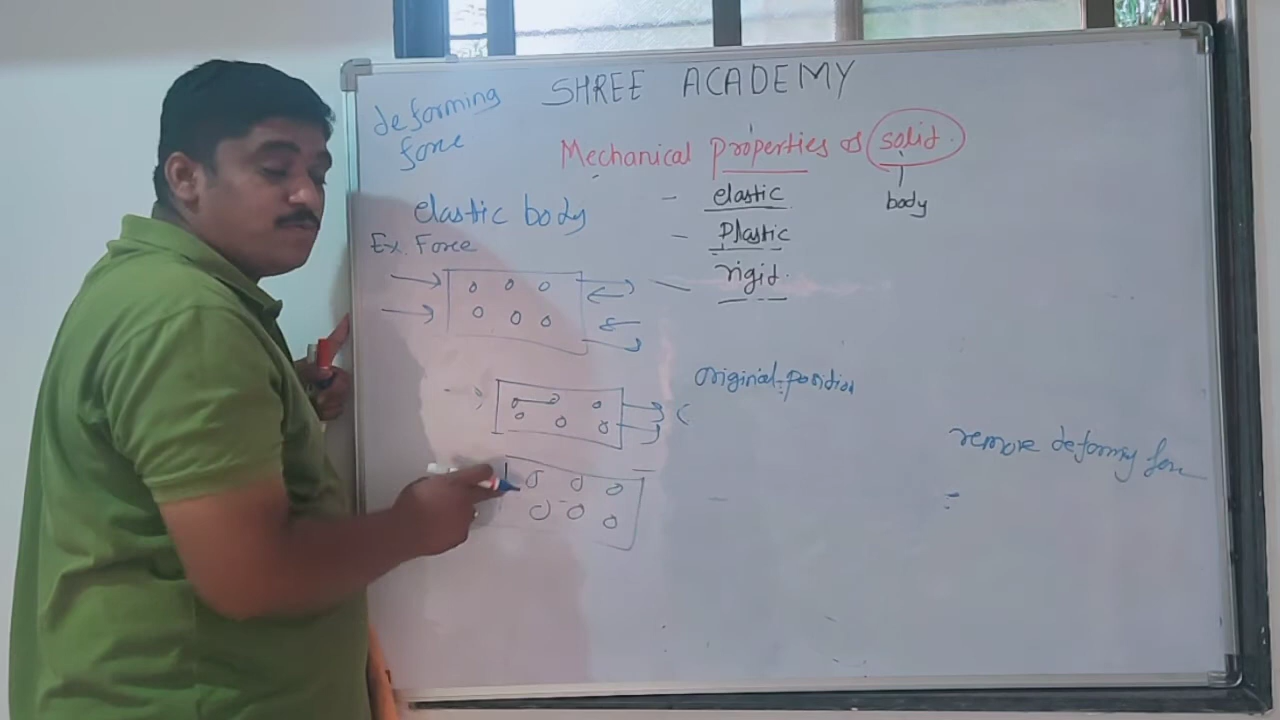 SHREE ACADEMY
deforming
force
Mechanical properties of solid.
body
- elastic
- Plastic
- rigid.
elastic body
Ex. Force
original position
remove deforming force